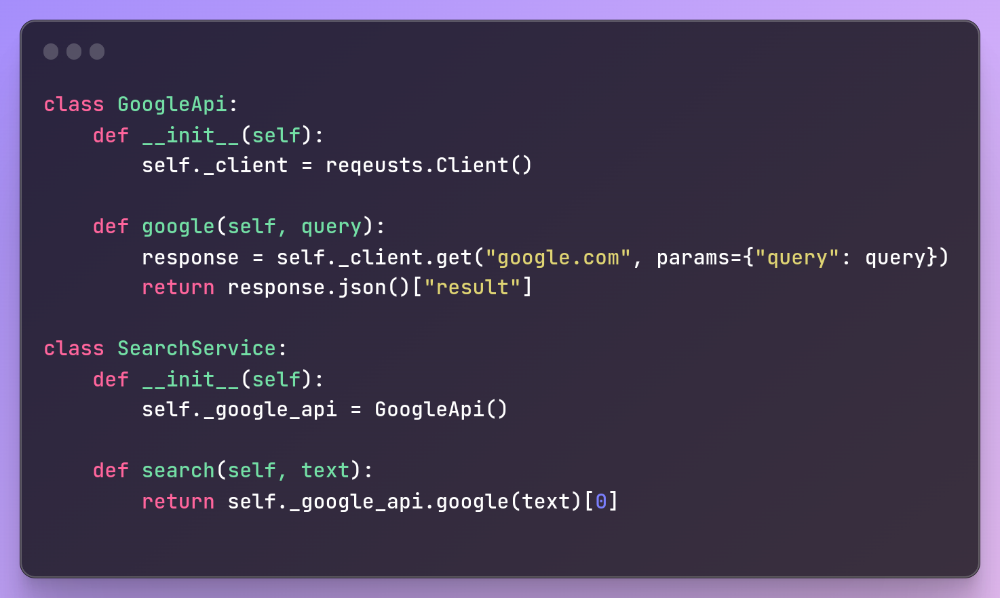 class GoogleApi:
    def __init__(self):
        self._client = reqeusts.Client()

    def google(self, query):
        response = self._client.get("google.com", params={"query": query})
        return response.json()["result"]

class SearchService:
    def __init__(self):
        self._google_api = GoogleApi()

    def search(self, text):
        return self._google_api.google(text)[0]